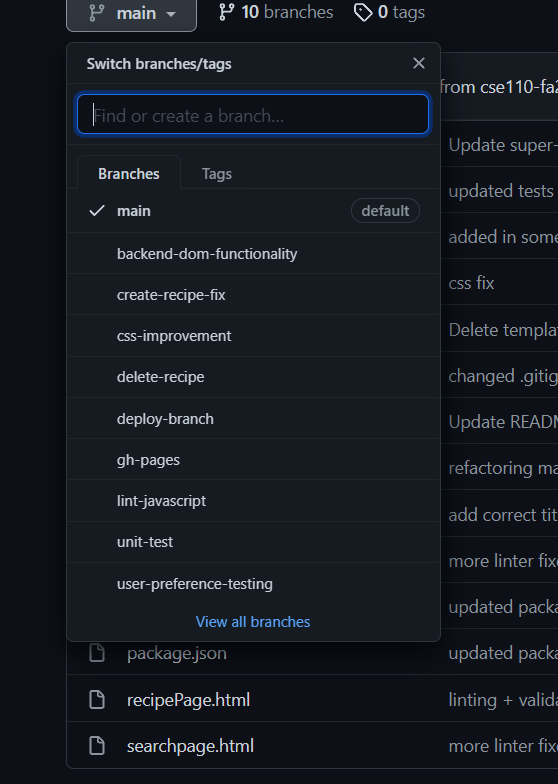 main
10 branches
0 tags
Switch branches/tags
from cse110-fa2
Find or create a branch...
Update super-
Branches
Tags
updated tests
main
default
added in some
backend-dom-functionality
css fix
create-recipe-fix
Delete templa
css-improvement
delete-recipe
changed .gitig
deploy-branch
Update READM
gh-pages
refactoring ma
lint-javascript
add correct tit
unit-test
more linter fixe
user-preference-testing
updated packa
View all branches
package.json
updated packa
recipePage.html
linting + valida
searchpage.html
more linter fixe